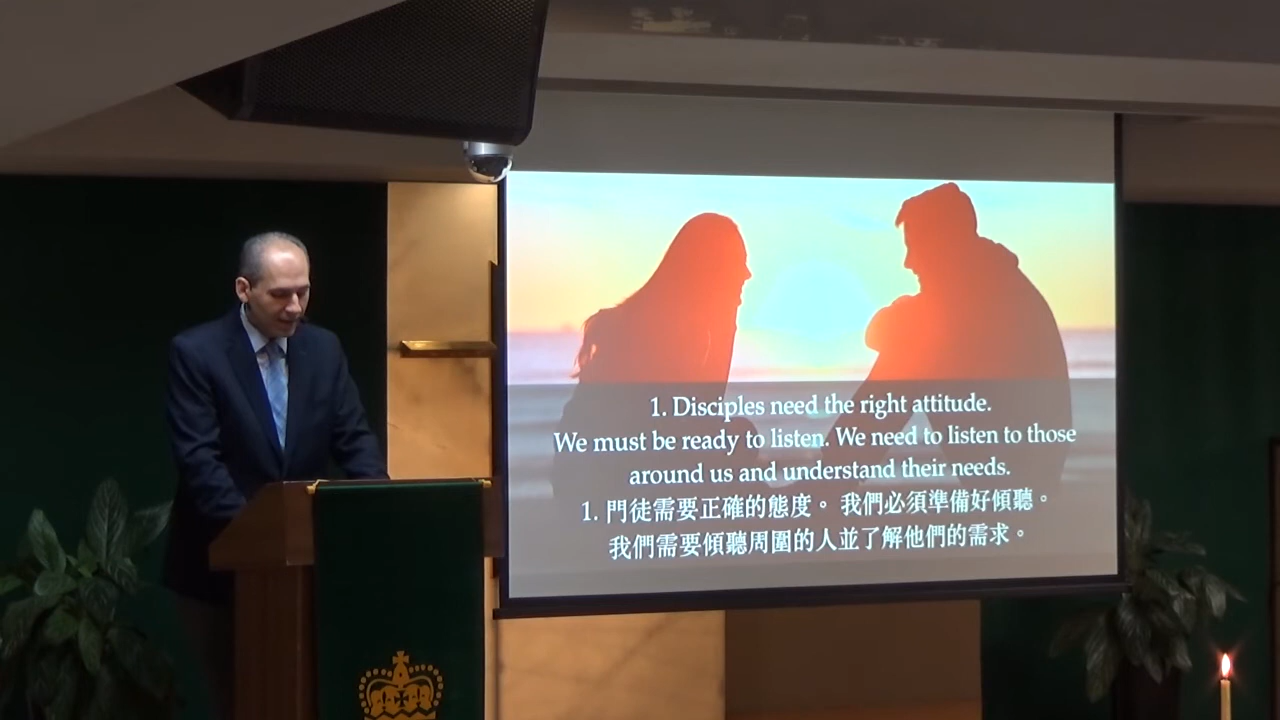 1. Disciples need the right attitude.
We must be ready to listen. We need to listen to those
around us and understand their needs.
1. 門徒需要正確的態度。 我們必須準備好傾聽。
我們需要傾聽周圍的人並了解他們的需求。